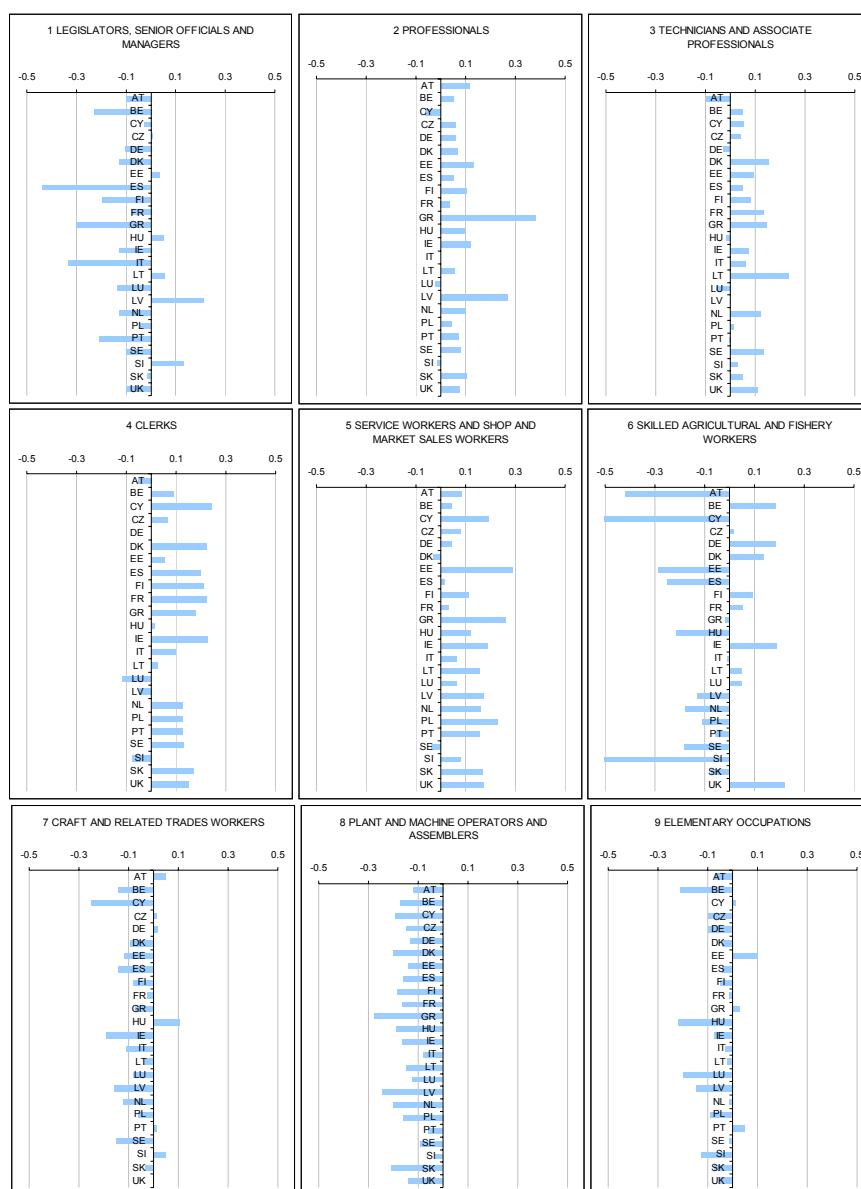 1 LEGISLATORS, SENIOR OFFICIALS AND
MANAGERS
-0.5 -0.3 -0.1 0.1 0.3 0.5
AT
BE
CY
CZ
DE
DK
EE
ES
FI
FR
GR
HU
IE
IT
LT
LU
LV
NL
PL
PT
SE
SI
SK
UK
2 PROFESSIONALS
-0.5 -0.3 -0.1 0.1 0.3 0.5
AT
BE
CY
CZ
DE
DK
EE
ES
FI
FR
GR
HU
IE
IT
LT
LU
LV
NL
PL
PT
SE
SI
SK
UK
3 TECHNICIANS AND ASSOCIATE
PROFESSIONALS
-0.5 -0.3 -0.1 0.1 0.3 0.5
AT
BE
CY
CZ
DE
DK
EE
ES
FI
FR
GR
HU
IE
IT
LT
LU
LV
NL
PL
PT
SE
SI
SK
UK
4 CLERKS
-0.5 -0.3 -0.1 0.1 0.3 0.5
AT
BE
CY
CZ
DE
DK
EE
ES
FI
FR
GR
HU
IE
IT
LT
LU
LV
NL
PL
PT
SE
SI
SK
UK
5 SERVICE WORKERS AND SHOP AND
MARKET SALES WORKERS
-0.5 -0.3 -0.1 0.1 0.3 0.5
AT
BE
CY
CZ
DE
DK
EE
ES
FI
FR
GR
HU
IE
IT
LT
LU
LV
NL
PL
PT
SE
SI
SK
UK
6 SKILLED AGRICULTURAL AND FISHERY
WORKERS
-0.5 -0.3 -0.1 0.1 0.3 0.5
AT
BE
CY
CZ
DE
DK
EE
ES
FI
FR
GR
HU
IE
IT
LT
LU
LV
NL
PL
PT
SE
SI
SK
UK
7 CRAFT AND RELATED TRADES WORKERS
-0.5 -0.3 -0.1 0.1 0.3 0.5
AT
BE
CY
CZ
DE
DK
EE
ES
FI
FR
GR
HU
IE
IT
LT
LU
LV
NL
PL
PT
SE
SI
SK
UK
8 PLANT AND MACHINE OPERATORS AND
ASSEMBLERS
-0.5 -0.3 -0.1 0.1 0.3 0.5
AT
BE
CY
CZ
DE
DK
EE
ES
FI
FR
GR
HU
IE
IT
LT
LU
LV
NL
PL
PT
SE
SI
SK
UK
9 ELEMENTARY OCCUPATIONS
-0.5 -0.3 -0.1 0.1 0.3 0.5
AT
BE
CY
CZ
DE
DK
EE
ES
FI
FR
GR
HU
IE
IT
LT
LU
LV
NL
PL
PT
SE
SI
SK
UK